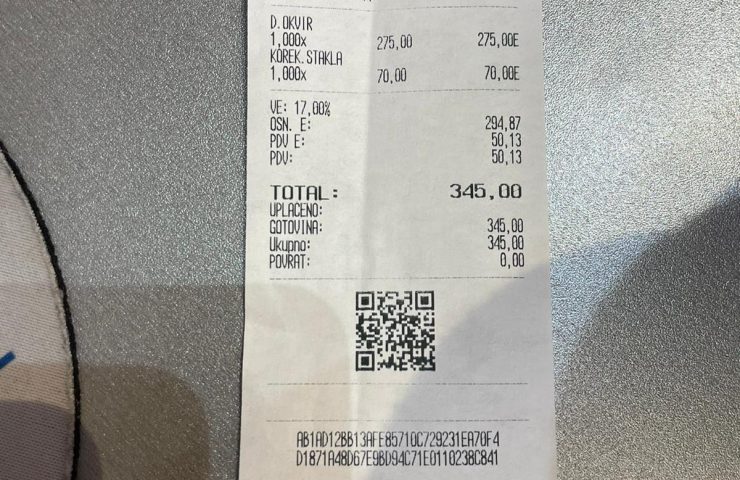 D.OKVIR
1,000x 275,00 275,00E
KOREK.STAKLA
1,000x 70,00 70,00E
VE: 17,00%
OSN. E: 294,87
PDV E: 50,13
PDV: 50,13
TOTAL: 345,00
UPLAĆENO:
GOTOVINA: 345,00
Ukupno: 345,00
POVRAT: 0,00
AB1AD12BB13AFE85710C729231EA70F4
D1871A48D67E9BD94C71E0110238C841